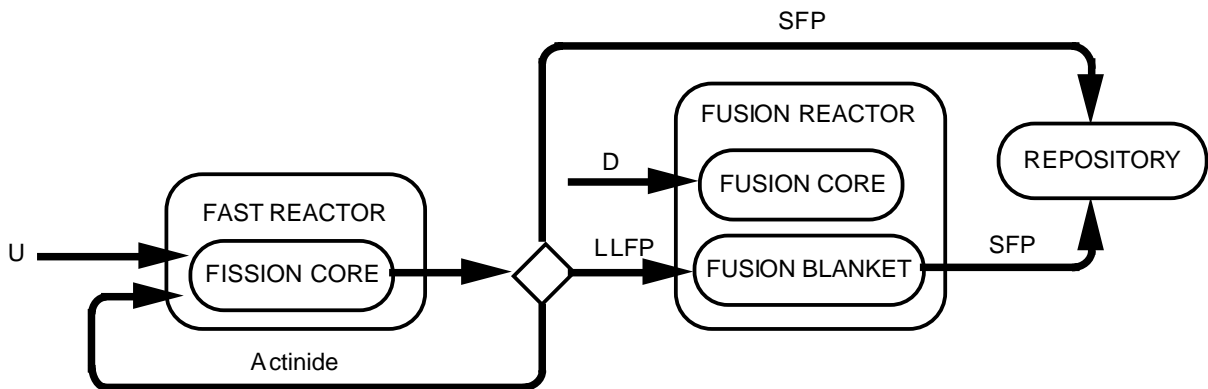 SFP
FUSION REACTOR
REPOSITORY
D
FUSION CORE
FAST REACTOR
U
LLFP
SFP
FISSION CORE
FUSION BLANKET
Actinide